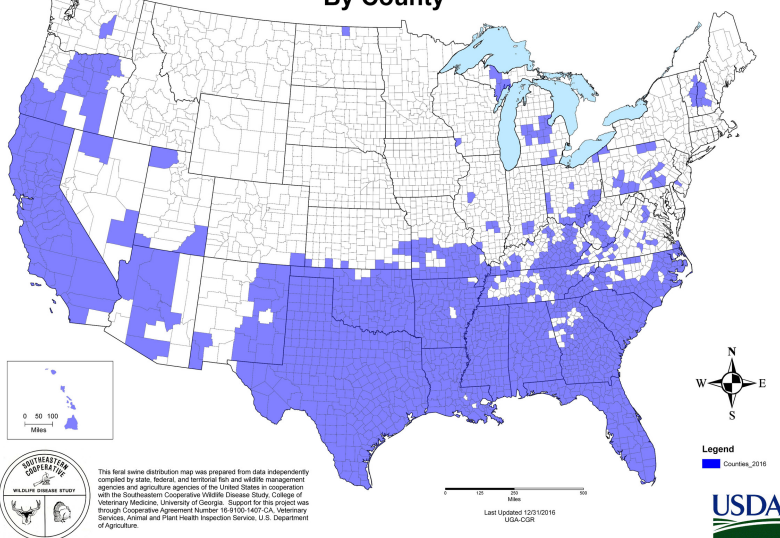 By County
N
W
E
S
0 50 100
Miles
SOUTHEASTERN
COOPERATIVE
WILDLIFE DISEASE STUDY
This feral swine distribution map was prepared from data independently
compiled by state, federal, and territorial fish and wildlife management
agencies and agriculture agencies of the United States in cooperation
with the Southeastern Cooperative Wildlife Disease Study, College of
Veterinary Medicine, University of Georgia. Support for this project was
through Cooperative Agreement Number 16-9100-1407-CA, Veterinary
Services, Animal and Plant Health Inspection Service, U.S. Department
of Agriculture.
0 125 250 500
Miles
Last Updated 12/31/2016
UGA-CGR
Legend
Counties_2016
USDA